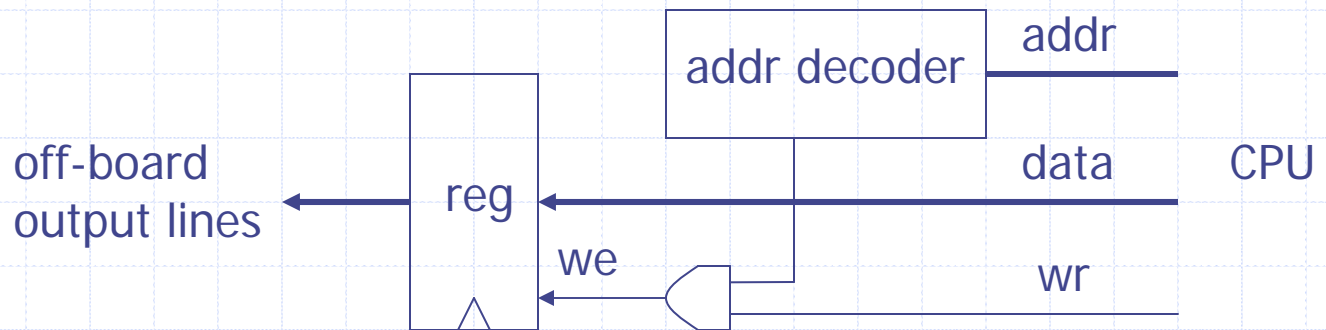 addr
addr decoder
data
CPU
off-board
output lines
reg
we
wr